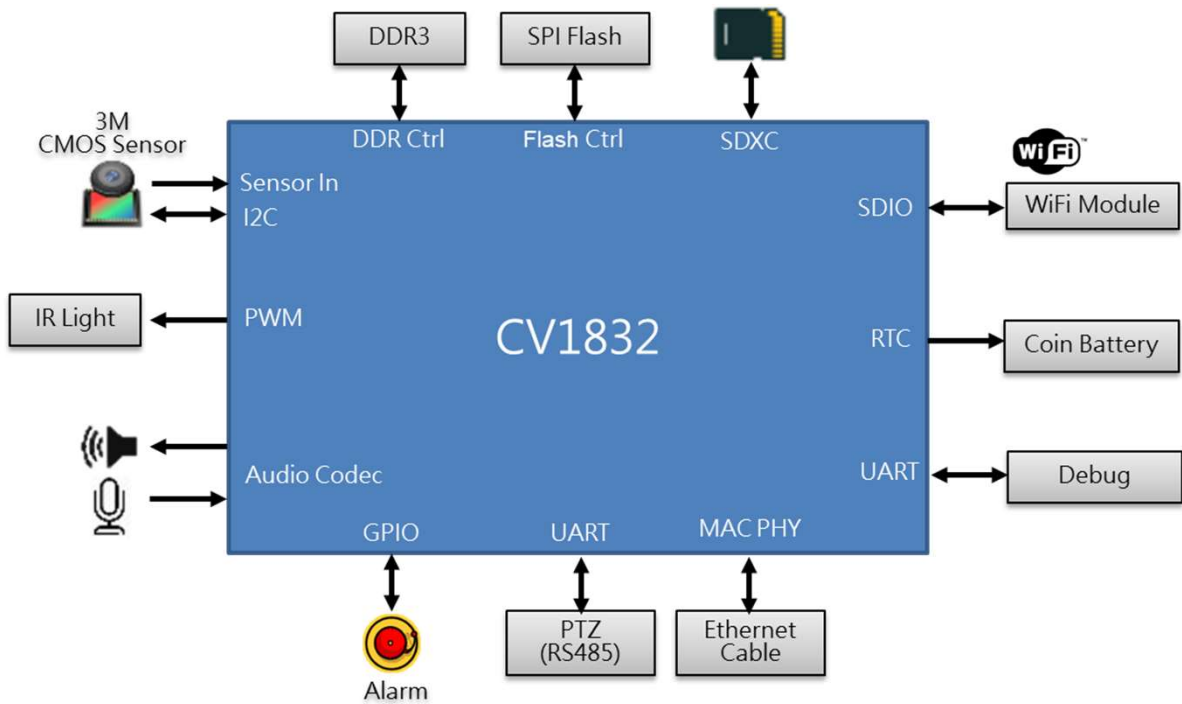 DDR3
SPI Flash
3M
CMOS Sensor
DDR Ctrl
Flash Ctrl
SDXC
WiFi™
Sensor In
I2C
SDIO
WiFi Module
IR Light
PWM
CV1832
RTC
Coin Battery
Audio Codec
UART
Debug
GPIO
UART
MAC PHY
PTZ
(RS485)
Ethernet
Cable
Alarm